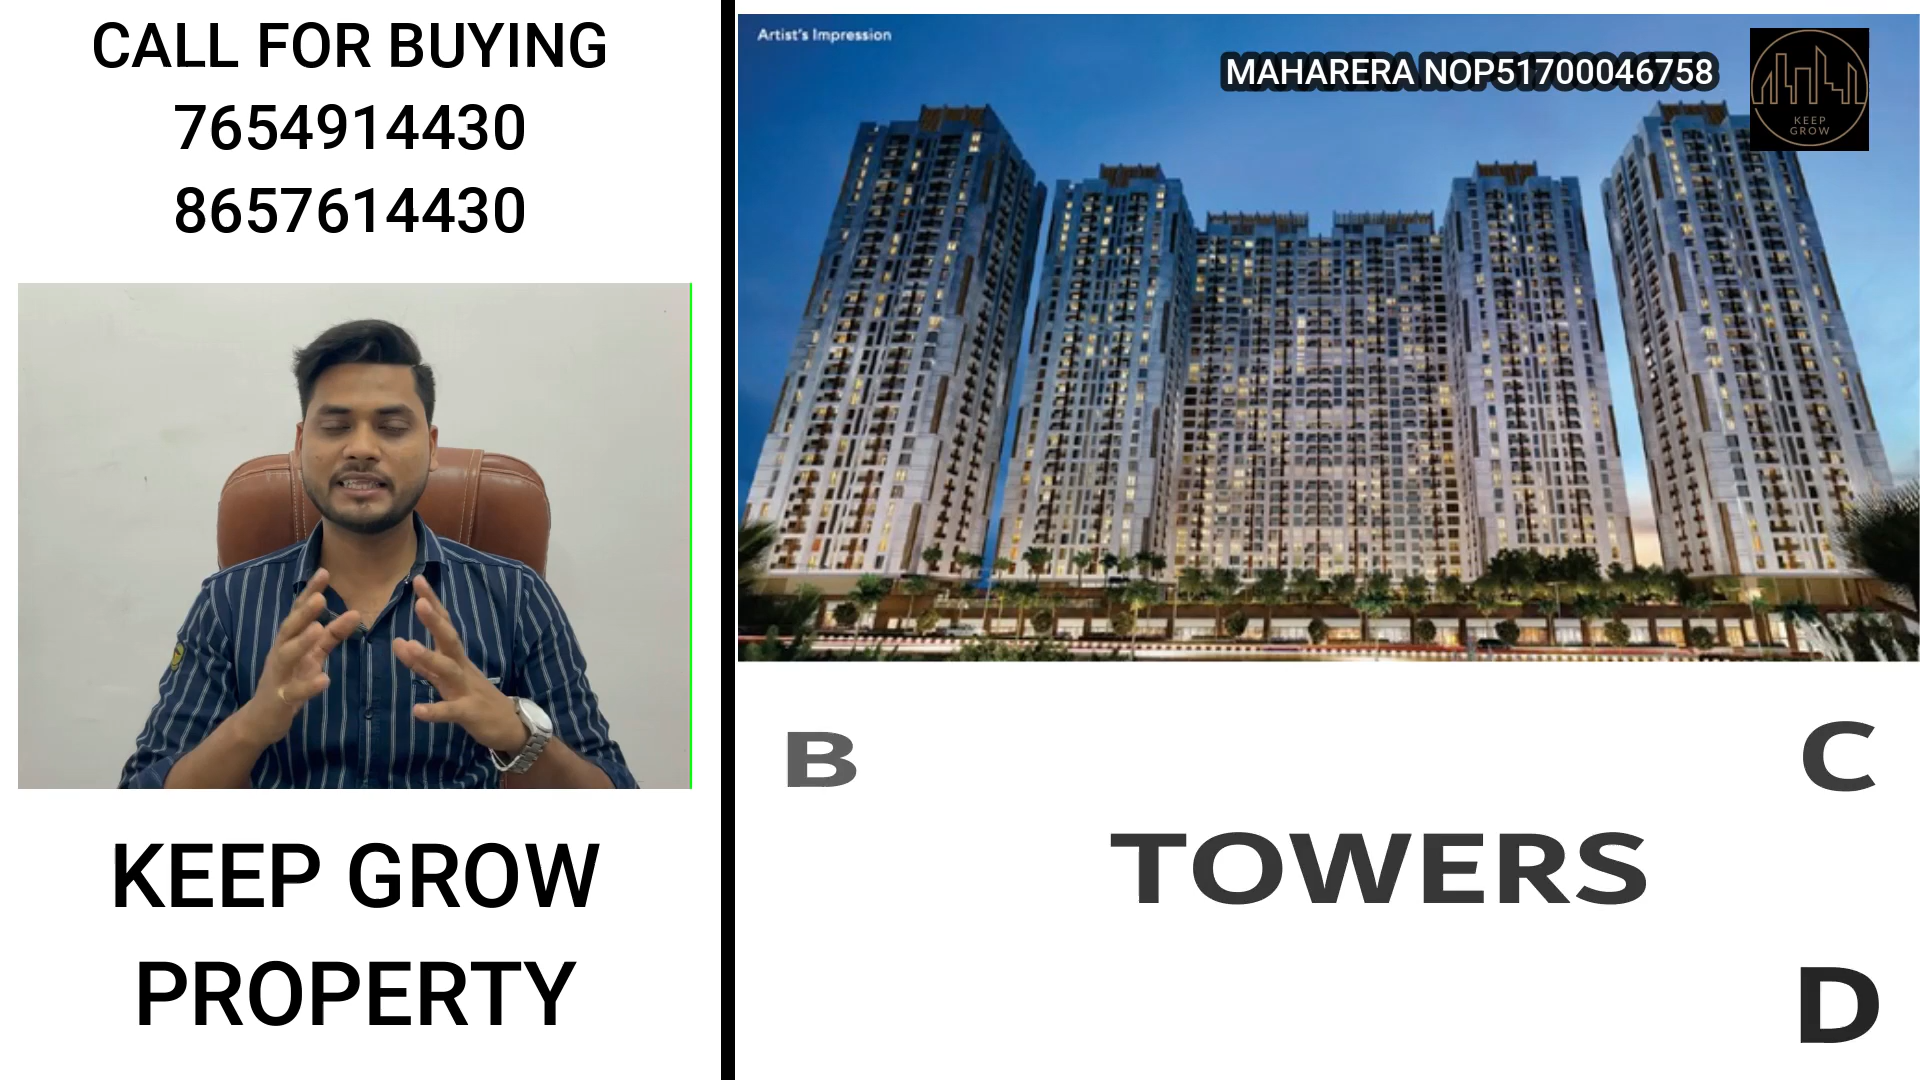 CALL FOR BUYING
7654914430
8657614430
KEEP GROW
PROPERTY
Artist's Impression
MAHARERA NOP51700046758
KEEP
GROW
B
C
TOWERS
D